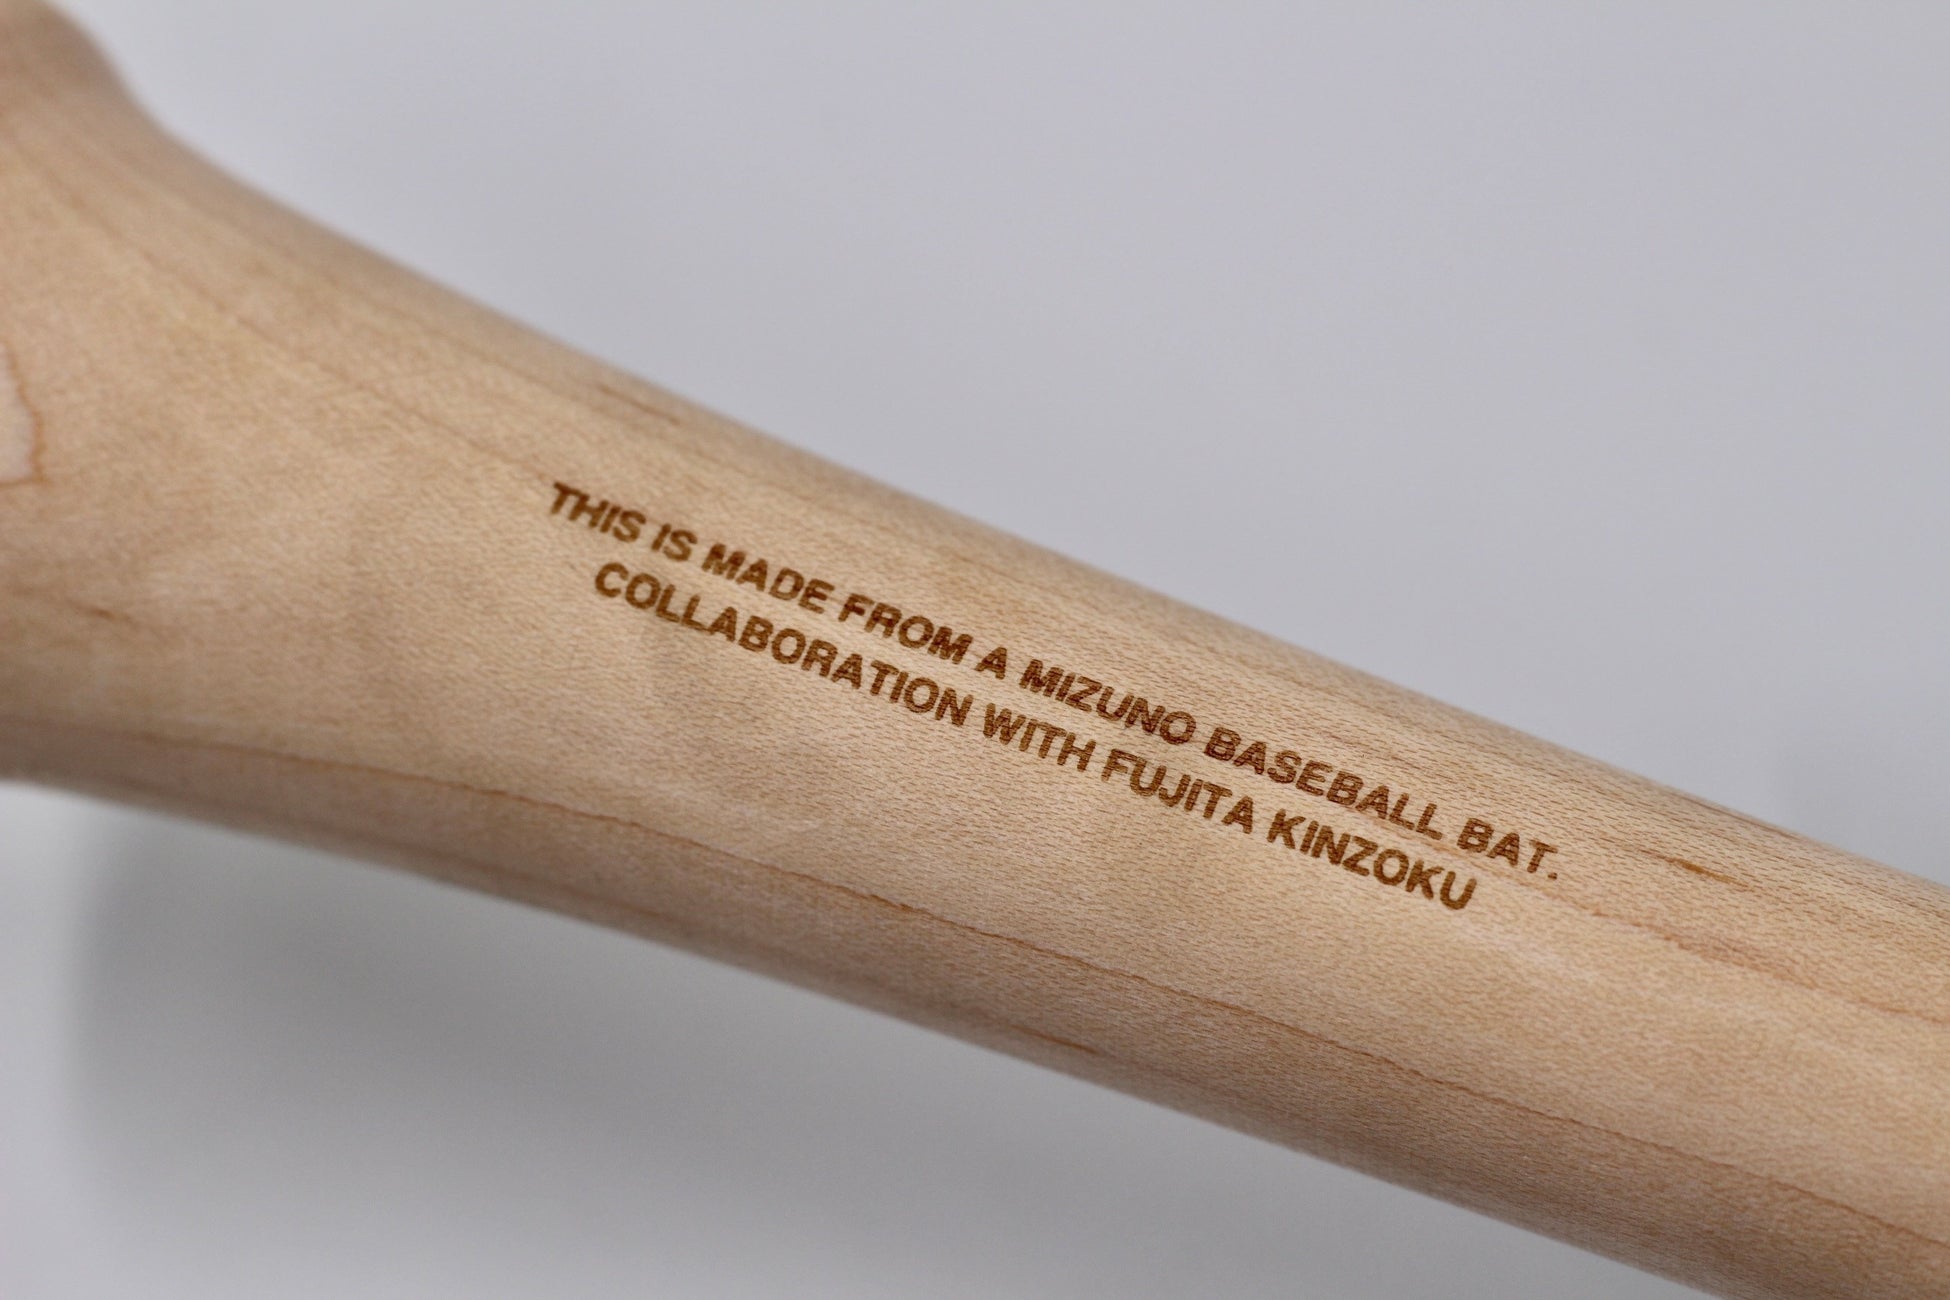 THIS IS MADE FROM A MIZUNO BASEBALL BAT.
COLLABORATION WITH FUJITA KINZOKU